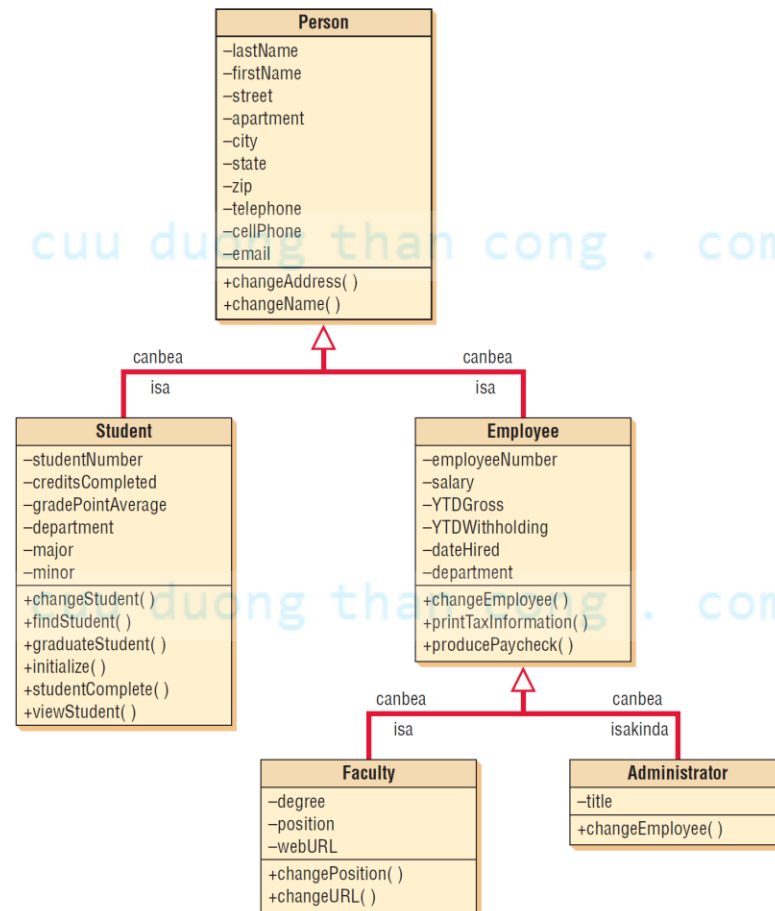 Person
–lastName
–firstName
–street
–apartment
–city
–state
–zip
–telephone
–cellPhone
–email
+changeAddress( )
+changeName( )
cuu duong than cong . com
canbea
canbea
isa
isa
Student
–studentNumber
–creditsCompleted
–gradePointAverage
–department
–major
–minor
+changeStudent( )
+findStudent( )
+graduateStudent( )
+initialize( )
+studentComplete( )
+viewStudent( )
Employee
–employeeNumber
–salary
–YTDGross
–YTDWithholding
–dateHired
–department
+changeEmployee( )
+printTaxInformation( )
+producePaycheck( )
cuu duong than cong . com
canbea
canbea
isa
isakinda
Faculty
–degree
–position
–webURL
+changePosition( )
+changeURL( )
Administrator
–title
+changeEmployee( )